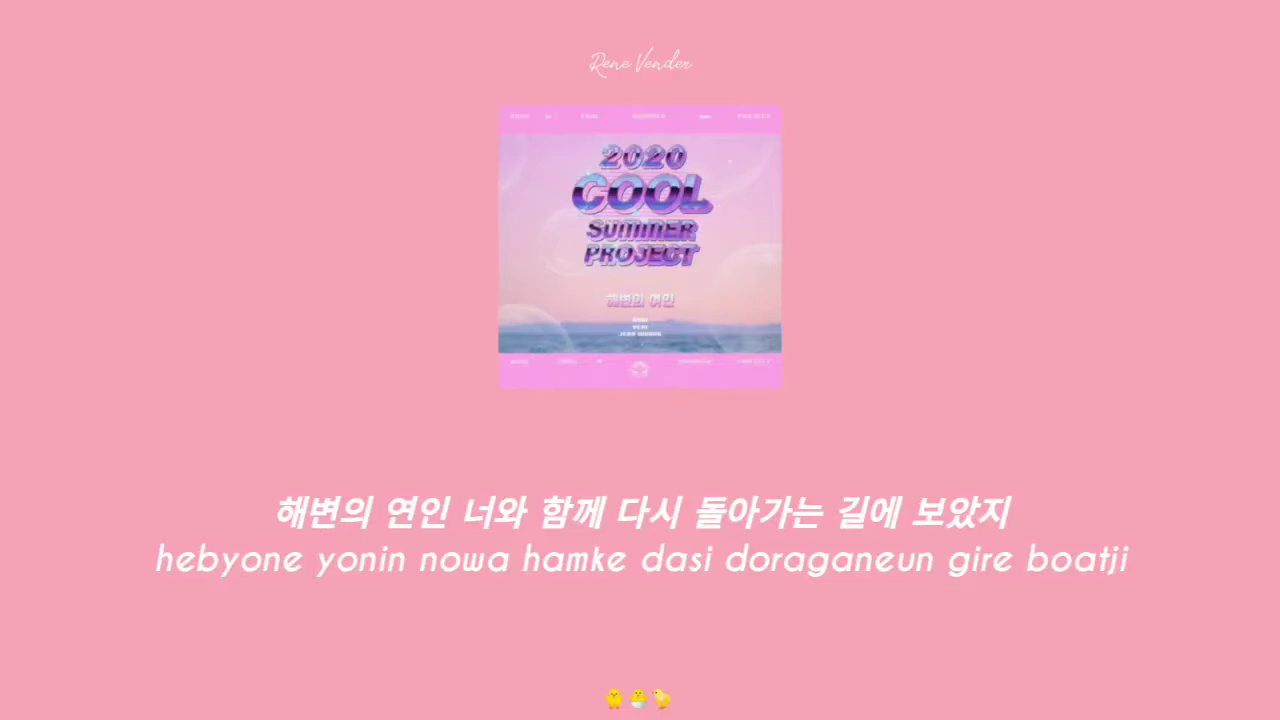 Rene Vender
2020
COOL
SUMMER
PROJECT
해변의 여인
해변의 연인 너와 함께 다시 돌아가는 길에 보았지
hebyone yonin nowa hamke dasi doraganeun gire boatji